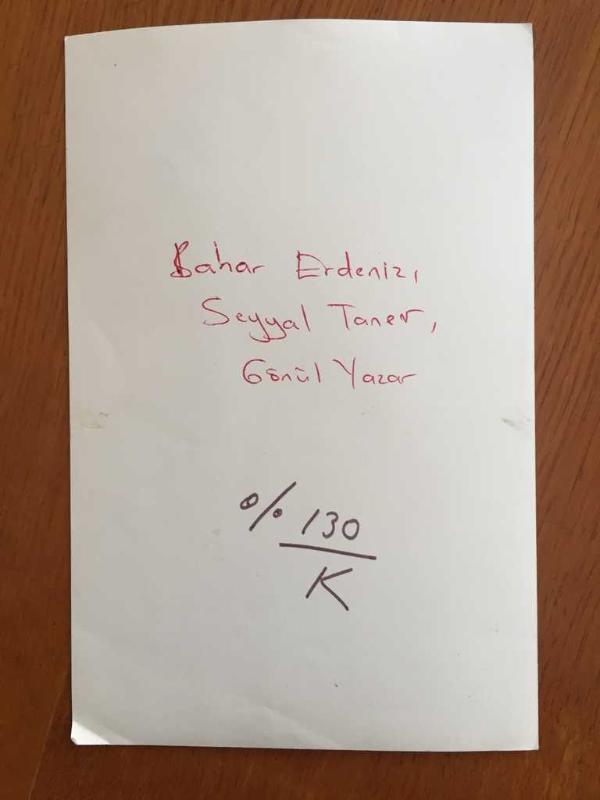 Bahar Erdeniz,
Seyyal Taner,
Gönül Yazar
% 130
K